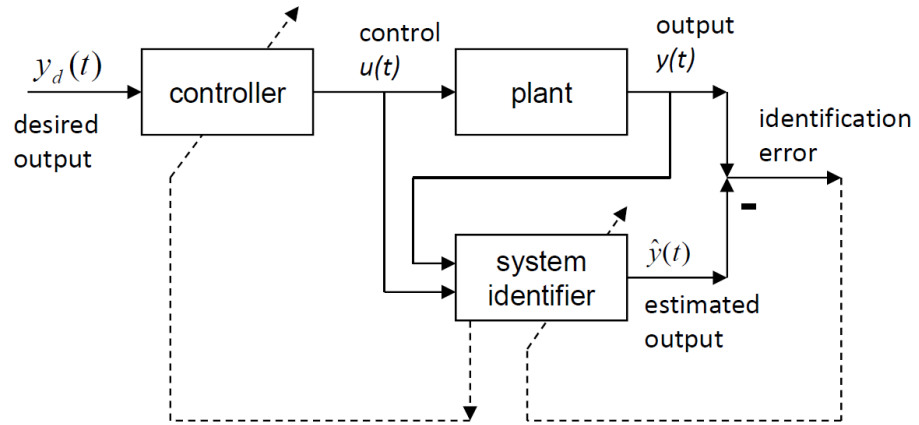 y_d(t)
desired
output
controller
control
u(t)
plant
output
y(t)
identification
error
-
system
identifier
ŷ(t)
estimated
output